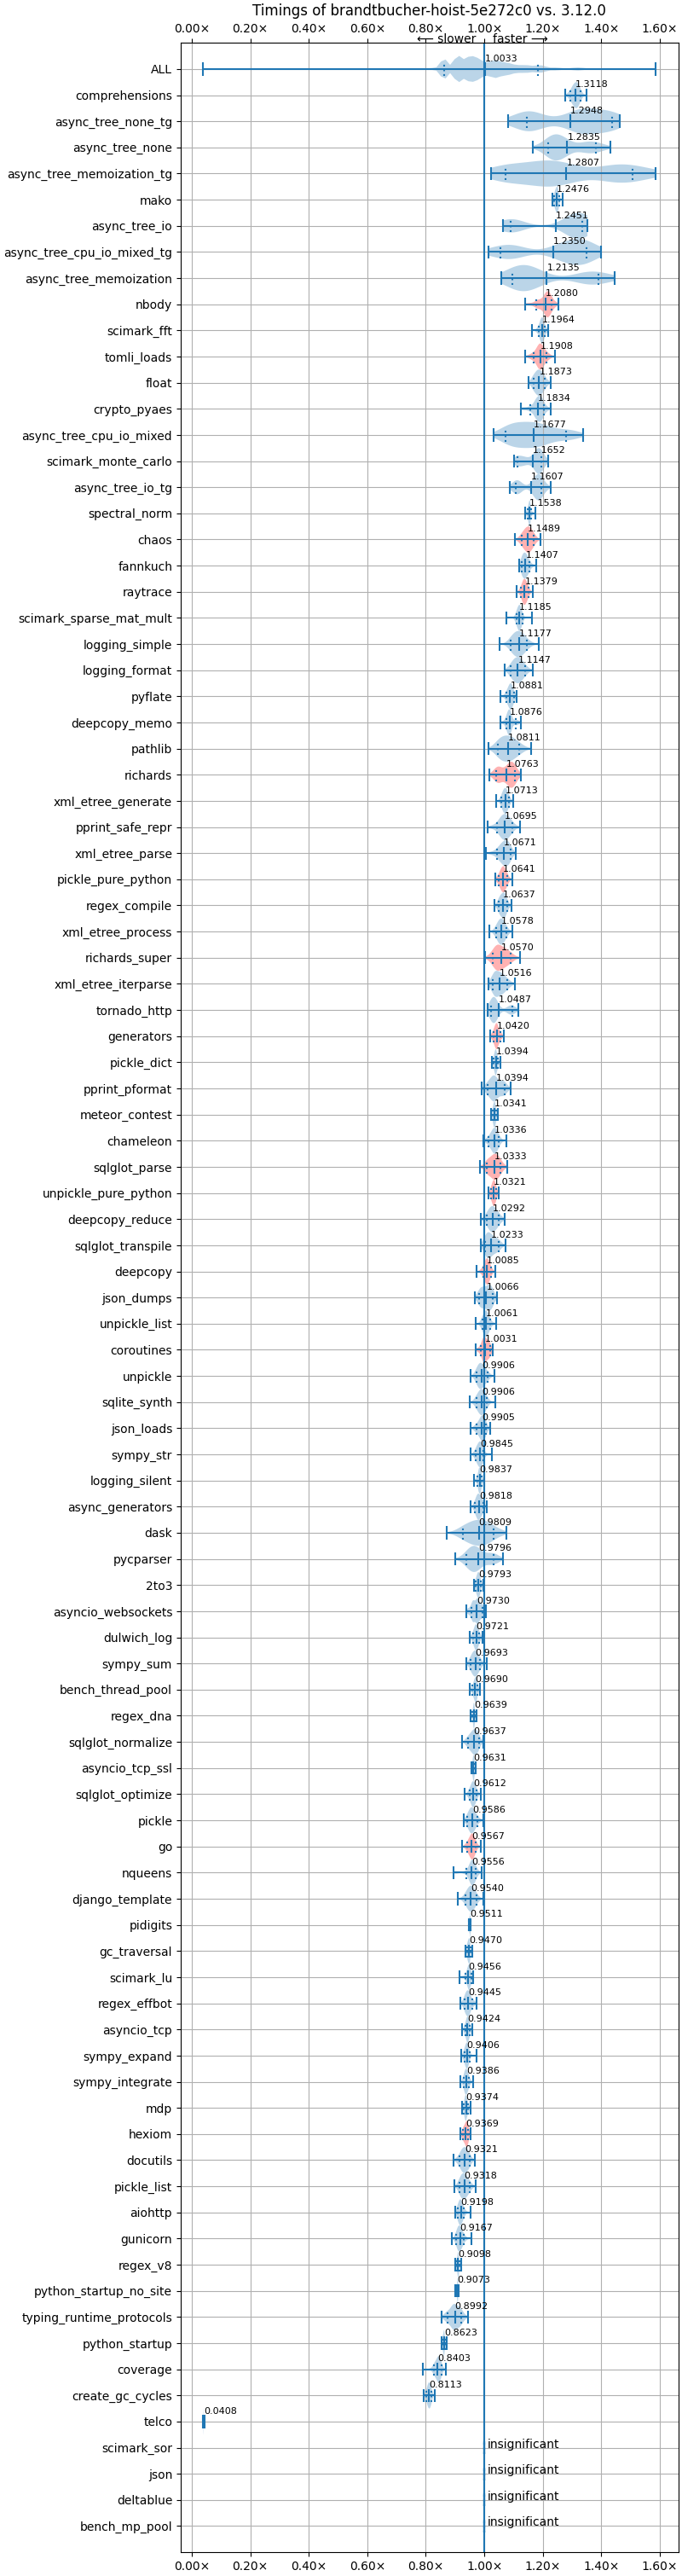 Timings of brandtbucher-hoist-5e272c0 vs. 3.12.0
0.00× 0.20× 0.40× 0.60× 0.80× 1.00× 1.20× 1.40× 1.60×
⟵ slower faster ⟶
ALL 1.0033
comprehensions 1.3118
async_tree_none_tg 1.2948
async_tree_none 1.2835
async_tree_memoization_tg 1.2807
mako 1.2476
async_tree_io 1.2451
async_tree_cpu_io_mixed_tg 1.2350
async_tree_memoization 1.2135
nbody 1.2080
scimark_fft 1.1964
tomli_loads 1.1908
float 1.1873
crypto_pyaes 1.1834
async_tree_cpu_io_mixed 1.1677
scimark_monte_carlo 1.1652
async_tree_io_tg 1.1607
spectral_norm 1.1538
chaos 1.1489
fannkuch 1.1407
raytrace 1.1379
scimark_sparse_mat_mult 1.1185
logging_simple 1.1177
logging_format 1.1147
pyflate 1.0881
deepcopy_memo 1.0876
pathlib 1.0811
richards 1.0763
xml_etree_generate 1.0713
pprint_safe_repr 1.0695
xml_etree_parse 1.0671
pickle_pure_python 1.0641
regex_compile 1.0637
xml_etree_process 1.0578
richards_super 1.0570
xml_etree_iterparse 1.0516
tornado_http 1.0487
generators 1.0420
pickle_dict 1.0394
pprint_pformat 1.0394
meteor_contest 1.0341
chameleon 1.0336
sqlglot_parse 1.0333
unpickle_pure_python 1.0321
deepcopy_reduce 1.0292
sqlglot_transpile 1.0233
deepcopy 1.0085
json_dumps 1.0066
unpickle_list 1.0061
coroutines 1.0031
unpickle 0.9906
sqlite_synth 0.9906
json_loads 0.9905
sympy_str 0.9845
logging_silent 0.9837
async_generators 0.9818
dask 0.9809
pycparser 0.9796
2to3 0.9793
asyncio_websockets 0.9730
dulwich_log 0.9721
sympy_sum 0.9693
bench_thread_pool 0.9690
regex_dna 0.9639
sqlglot_normalize 0.9637
asyncio_tcp_ssl 0.9631
sqlglot_optimize 0.9612
pickle 0.9586
go 0.9567
nqueens 0.9556
django_template 0.9540
pidigits 0.9511
gc_traversal 0.9470
scimark_lu 0.9456
regex_effbot 0.9445
asyncio_tcp 0.9424
sympy_expand 0.9406
sympy_integrate 0.9386
mdp 0.9374
hexiom 0.9369
docutils 0.9321
pickle_list 0.9318
aiohttp 0.9198
gunicorn 0.9167
regex_v8 0.9098
python_startup_no_site 0.9073
typing_runtime_protocols 0.8992
python_startup 0.8623
coverage 0.8403
create_gc_cycles 0.8113
telco 0.0408
scimark_sor insignificant
json insignificant
deltablue insignificant
bench_mp_pool insignificant
0.00× 0.20× 0.40× 0.60× 0.80× 1.00× 1.20× 1.40× 1.60×